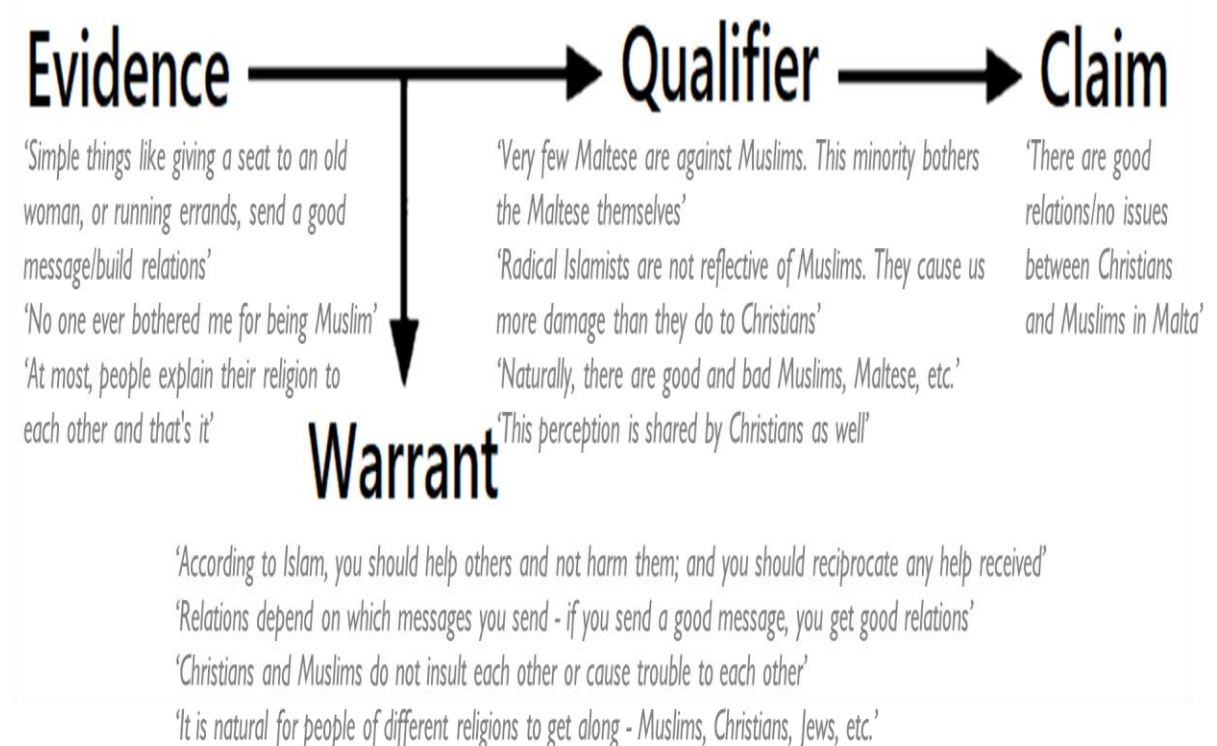 Evidence
Qualifier
Claim
‘Simple things like giving a seat to an old
woman, or running errands, send a good
message/build relations’
‘No one ever bothered me for being Muslim’
‘At most, people explain their religion to
each other and that's it’
‘Very few Maltese are against Muslims. This minority bothers
the Maltese themselves’
‘Radical Islamists are not reflective of Muslims. They cause us
more damage than they do to Christians’
‘Naturally, there are good and bad Muslims, Maltese, etc.’
‘This perception is shared by Christians as well’
‘There are good
relations/no issues
between Christians
and Muslims in Malta’
Warrant
‘According to Islam, you should help others and not harm them; and you should reciprocate any help received’
‘Relations depend on which messages you send - if you send a good message, you get good relations’
‘Christians and Muslims do not insult each other or cause trouble to each other’
‘It is natural for people of different religions to get along - Muslims, Christians, Jews, etc.’